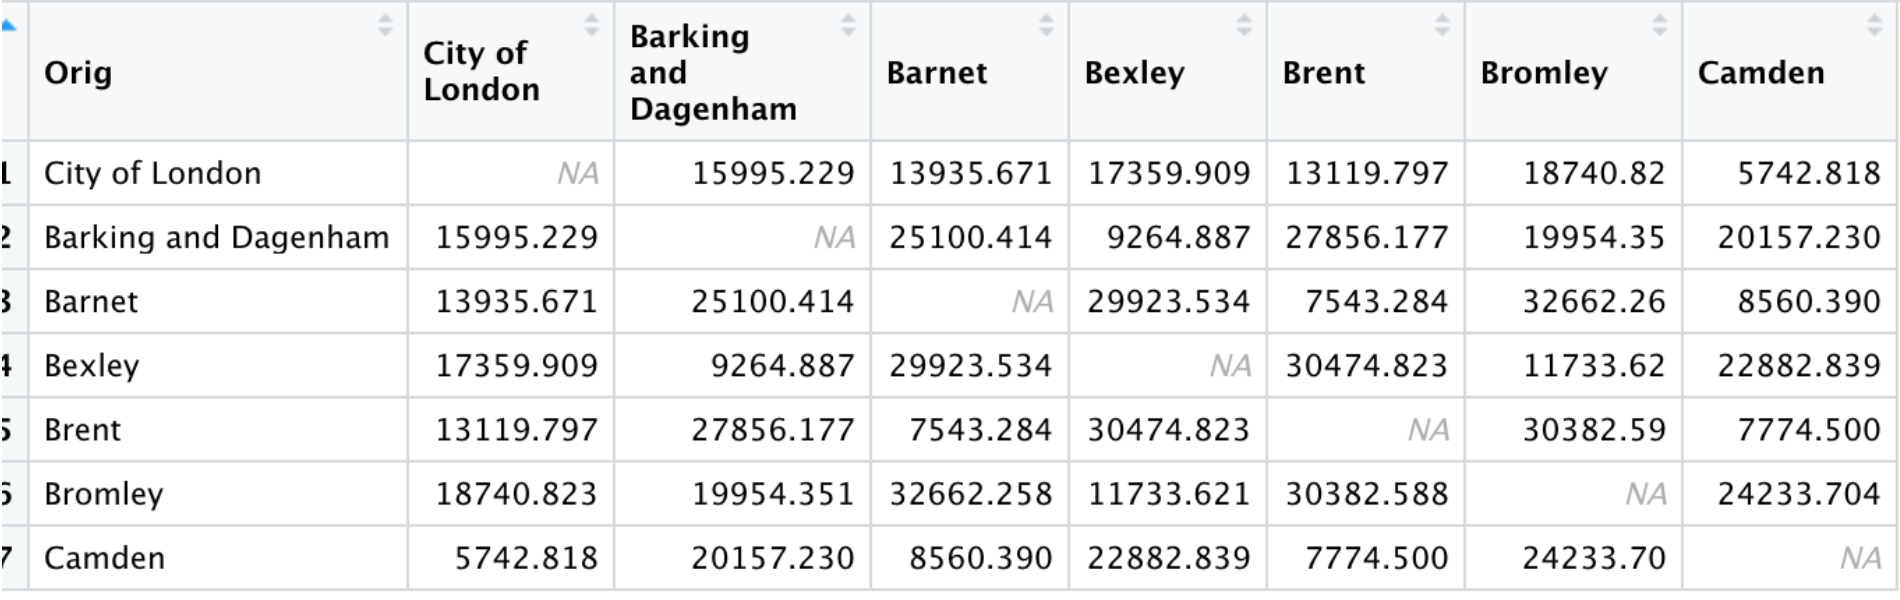 Orig City of London Barking and Dagenham Barnet Bexley Brent Bromley Camden
1 City of London NA 15995.229 13935.671 17359.909 13119.797 18740.82 5742.818
2 Barking and Dagenham 15995.229 NA 25100.414 9264.887 27856.177 19954.35 20157.230
3 Barnet 13935.671 25100.414 NA 29923.534 7543.284 32662.26 8560.390
4 Bexley 17359.909 9264.887 29923.534 NA 30474.823 11733.62 22882.839
5 Brent 13119.797 27856.177 7543.284 30474.823 NA 30382.59 7774.500
6 Bromley 18740.823 19954.351 32662.258 11733.621 30382.588 NA 24233.704
7 Camden 5742.818 20157.230 8560.390 22882.839 7774.500 24233.70 NA